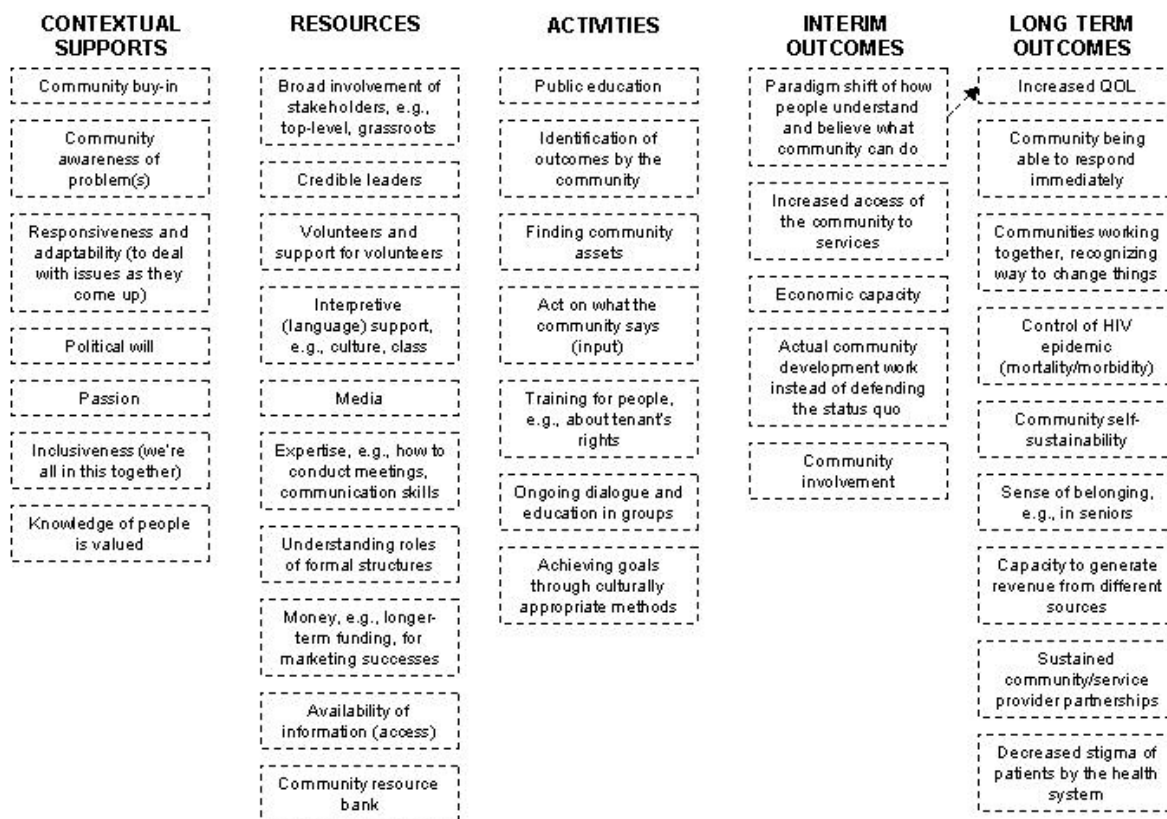 CONTEXTUAL
SUPPORTS
Community buy-in
Community
awareness of
problem(s)
Responsiveness and
adaptability (to deal
with issues as they
come up)
Political will
Passion
Inclusiveness (we're
all in this together)
Knowledge of people
is valued
RESOURCES
Broad involvement of
stakeholders, e.g.,
top-level, grassroots
Credible leaders
Volunteers and
support for volunteers
Interpretive
(language) support,
e.g., culture, class
Media
Expertise, e.g., how to
conduct meetings,
communication skills
Understanding roles
of formal structures
Money, e.g., longer-
term funding, for
marketing successes
Availability of
information (access)
Community resource
bank
ACTIVITIES
Public education
Identification of
outcomes by the
community
Finding community
assets
Act on what the
community says
(input)
Training for people,
e.g., about tenant's
rights
Ongoing dialogue and
education in groups
Achieving goals
through culturally
appropriate methods
INTERIM
OUTCOMES
Paradigm shift of how
people understand
and believe what
community can do
Increased access of
the community to
services
Economic capacity
Actual community
development work
instead of defending
the status quo
Community
involvement
LONG TERM
OUTCOMES
Increased QOL
Community being
able to respond
immediately
Communities working
together, recognizing
way to change things
Control of HIV
epidemic
(mortality/morbidity)
Community self-
sustainability
Sense of belonging,
e.g., in seniors
Capacity to generate
revenue from different
sources
Sustained
community/service
provider partnerships
Decreased stigma of
patients by the health
system